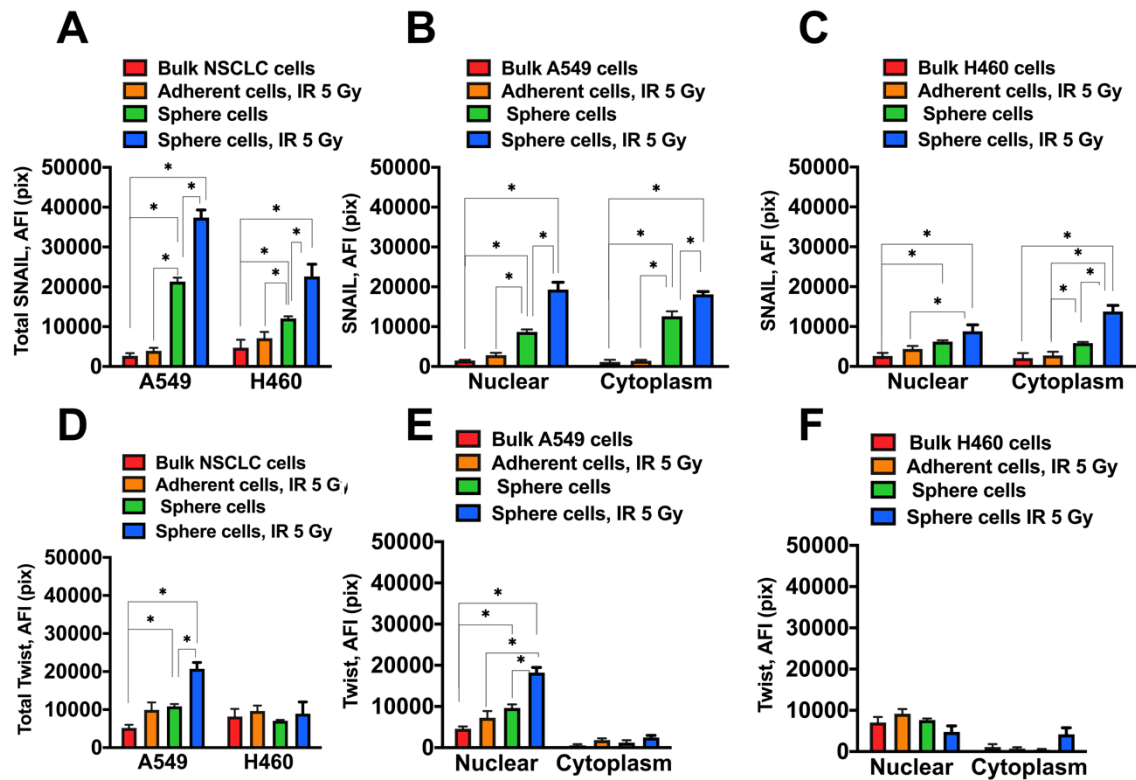 A
Bulk NSCLC cells
Adherent cells, IR 5 Gy
Sphere cells
Sphere cells, IR 5 Gy
Total SNAIL, AFI (pix)
50000
40000
30000
20000
10000
0
* * * * * * * *
A549 H460
B
Bulk A549 cells
Adherent cells, IR 5 Gy
Sphere cells
Sphere cells, IR 5 Gy
SNAIL, AFI (pix)
50000
40000
30000
20000
10000
0
* * * * * * * *
Nuclear Cytoplasm
C
Bulk H460 cells
Adherent cells, IR 5 Gy
Sphere cells
Sphere cells, IR 5 Gy
SNAIL, AFI (pix)
50000
40000
30000
20000
10000
0
* * * * * * *
Nuclear Cytoplasm
D
Bulk NSCLC cells
Adherent cells, IR 5 Gy
Sphere cells
Sphere cells, IR 5 Gy
Total Twist, AFI (pix)
50000
40000
30000
20000
10000
0
* * *
A549 H460
E
Bulk A549 cells
Adherent cells, IR 5 Gy
Sphere cells
Sphere cells, IR 5 Gy
Twist, AFI (pix)
50000
40000
30000
20000
10000
0
* * * *
Nuclear Cytoplasm
F
Bulk H460 cells
Adherent cells, IR 5 Gy
Sphere cells
Sphere cells IR 5 Gy
Twist, AFI (pix)
50000
40000
30000
20000
10000
0
Nuclear Cytoplasm